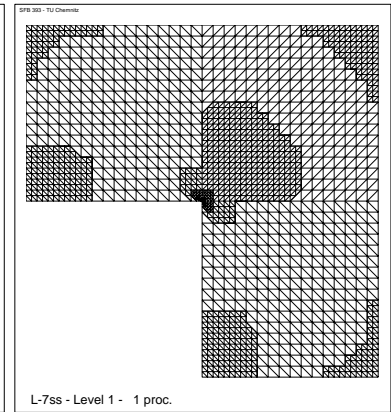 SFB 393 - TU Chemnitz
L-7ss - Level 1 - 1 proc.